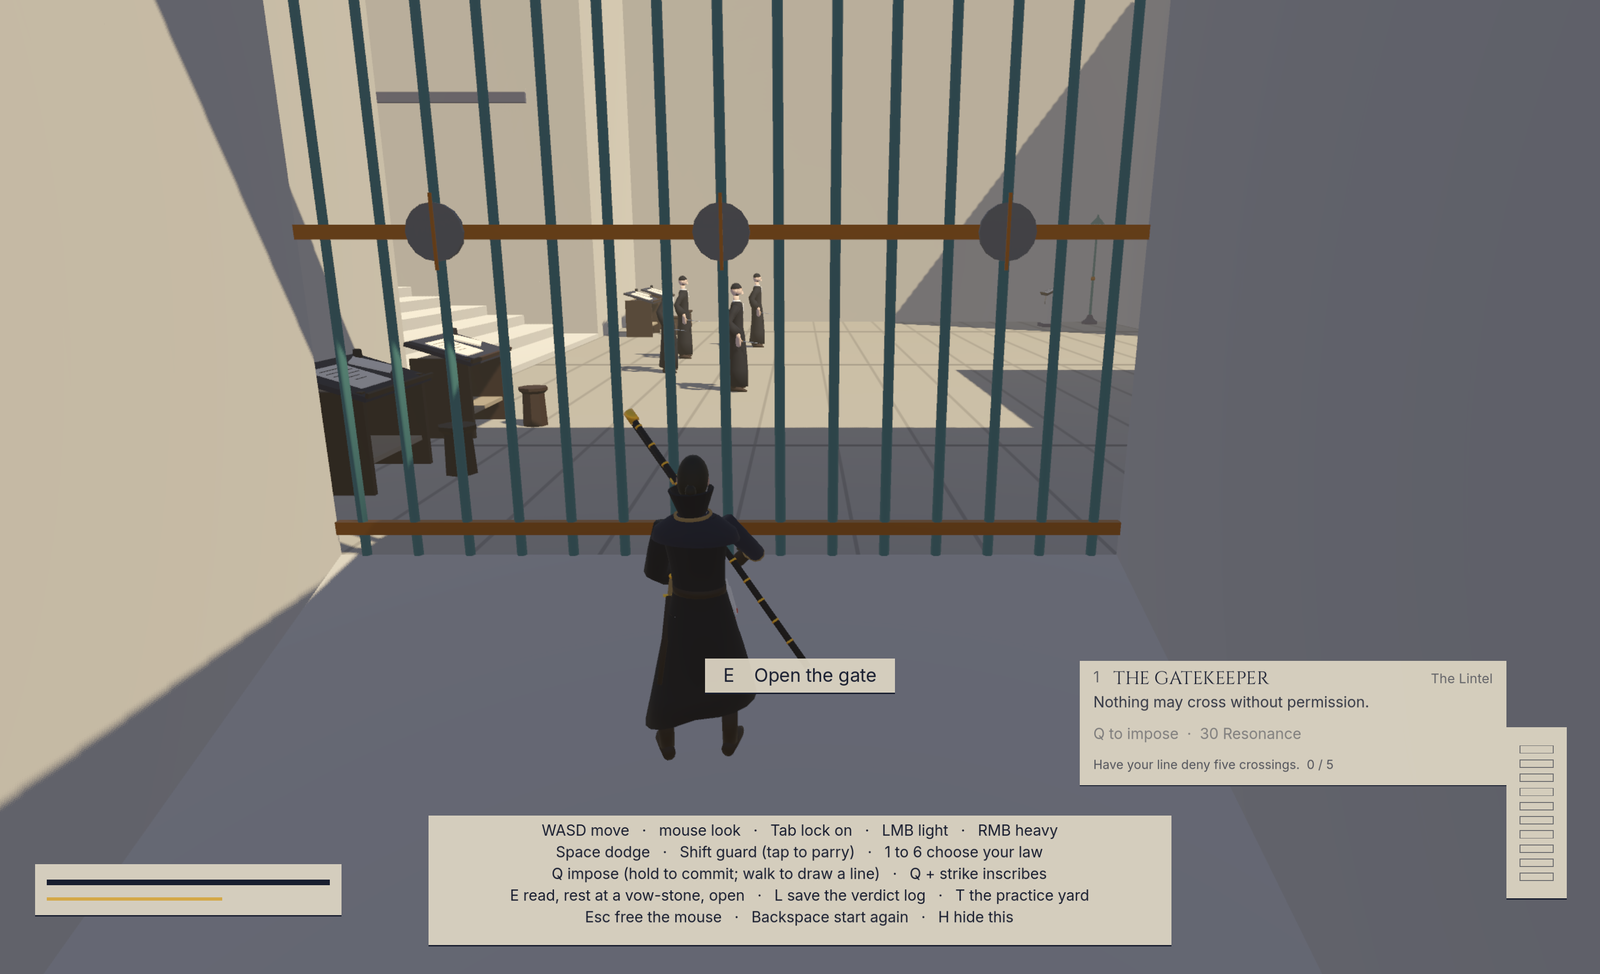 E Open the gate
1 THE GATEKEEPER The Lintel
Nothing may cross without permission.
Q to impose · 30 Resonance
Have your line deny five crossings. 0 / 5
WASD move · mouse look · Tab lock on · LMB light · RMB heavy
Space dodge · Shift guard (tap to parry) · 1 to 6 choose your law
Q impose (hold to commit; walk to draw a line) · Q + strike inscribes
E read, rest at a vow-stone, open · L save the verdict log · T the practice yard
Esc free the mouse · Backspace start again · H hide this